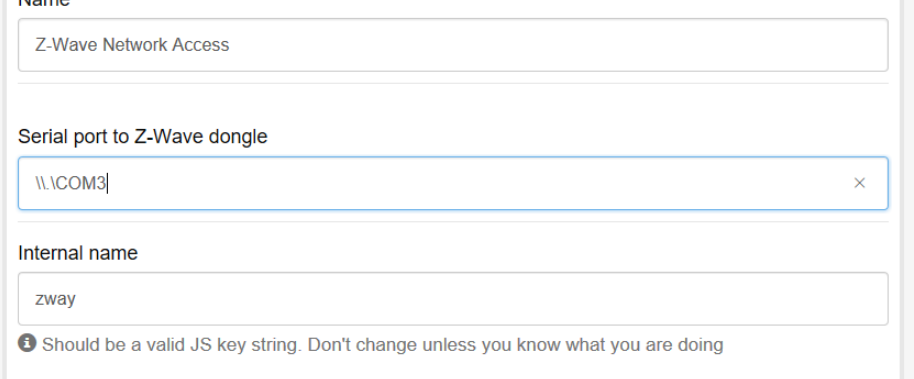 Name
Z-Wave Network Access
Serial port to Z-Wave dongle
\\.\COM3
Internal name
zway
Should be a valid JS key string. Don't change unless you know what you are doing